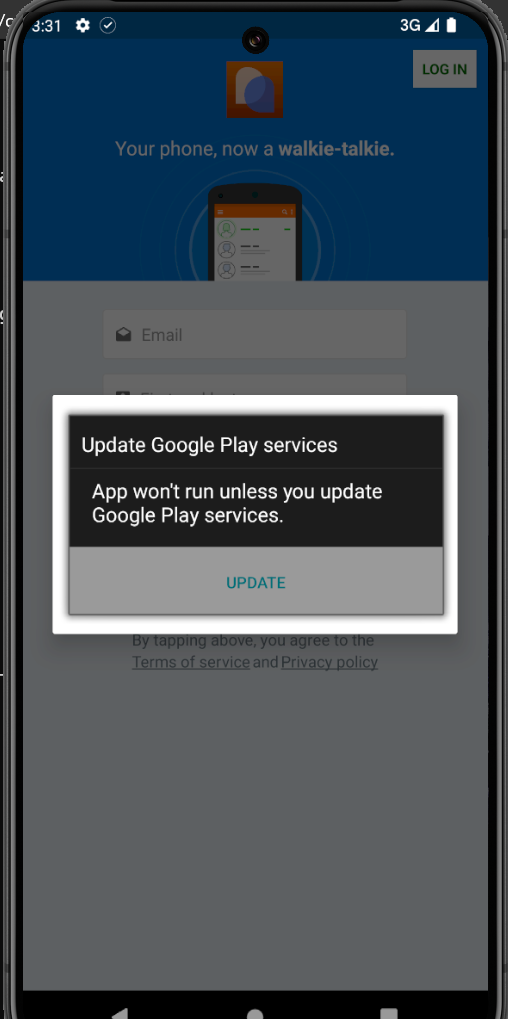 3:31
3G
LOG IN
Your phone, now a walkie-talkie.
Email
Update Google Play services
App won't run unless you update
Google Play services.
UPDATE
By tapping above, you agree to the
Terms of service and Privacy policy